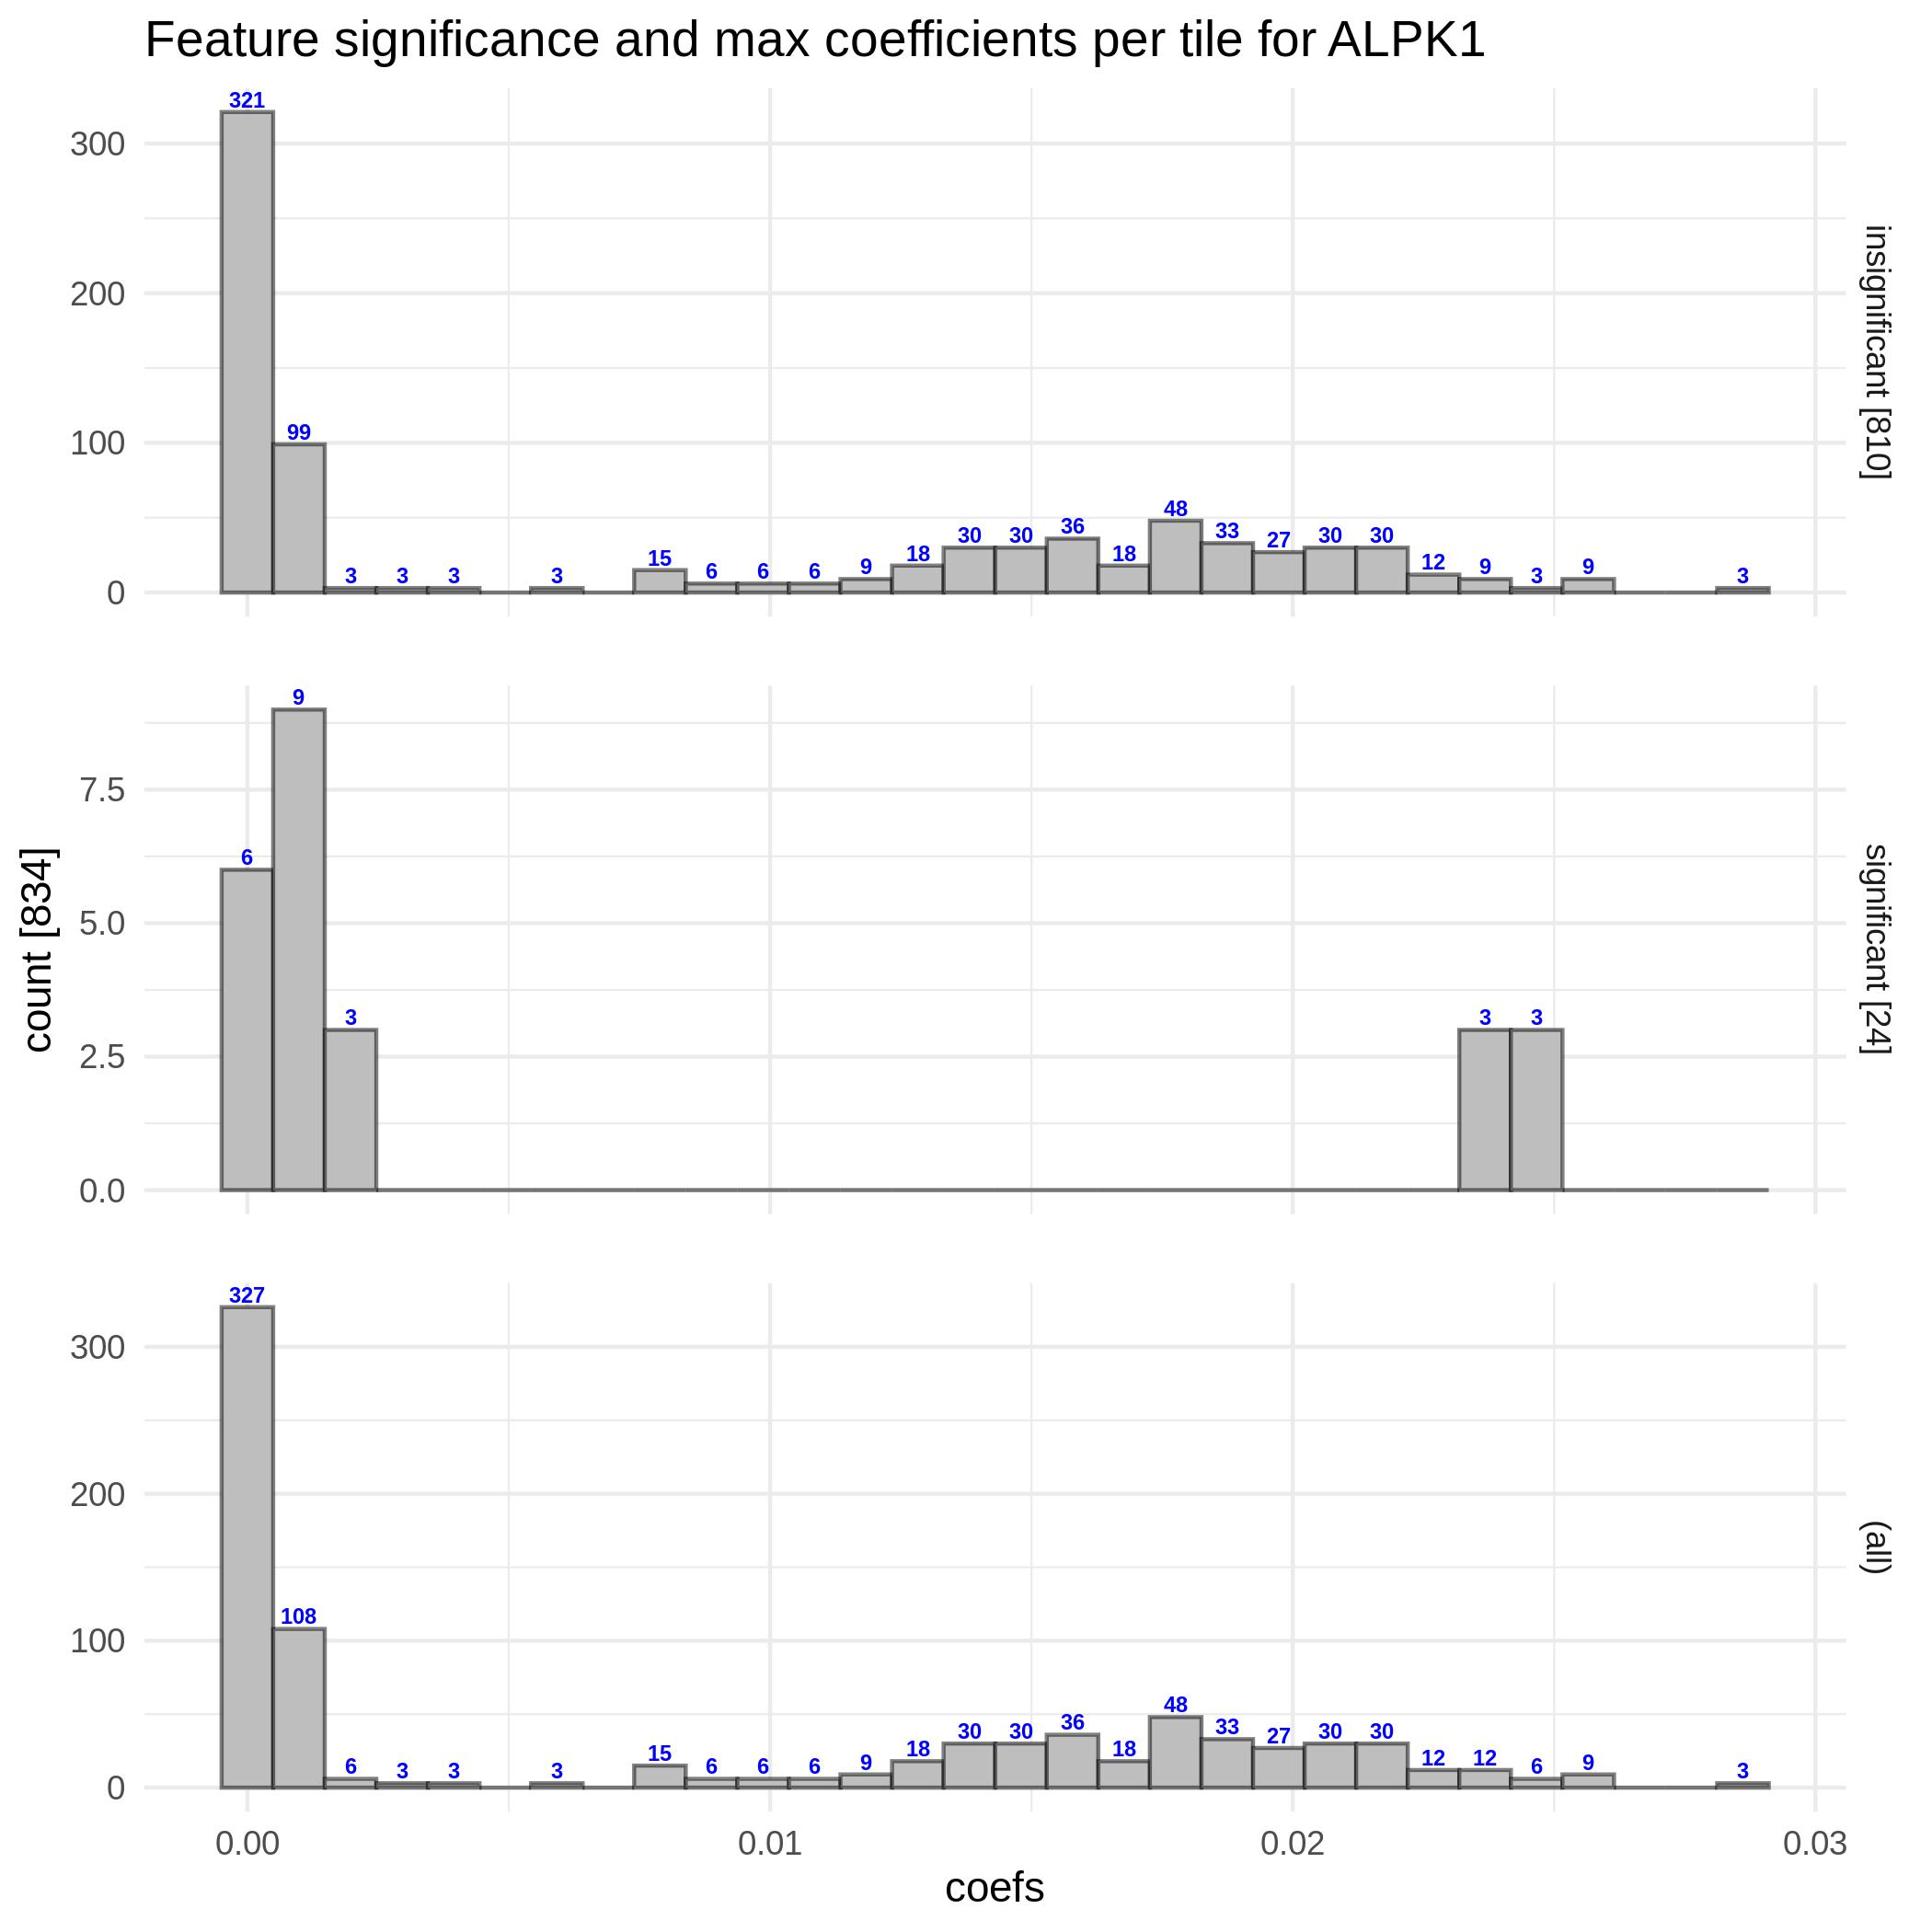 Feature significance and max coefficients per tile for ALPK1
count [834]
321
99
3 3 3 3 15 6 6 6 9 18 30 30 36 18 48 33 27 30 30 12 9 3 9 3
300
200
100
0
insignificant [810]
9
6
3
3 3
7.5
5.0
2.5
0.0
significant [24]
327
108
6 3 3 3 15 6 6 6 9 18 30 30 36 18 48 33 27 30 30 12 12 6 9 3
300
200
100
0
(all)
0.00 0.01 0.02 0.03
coefs